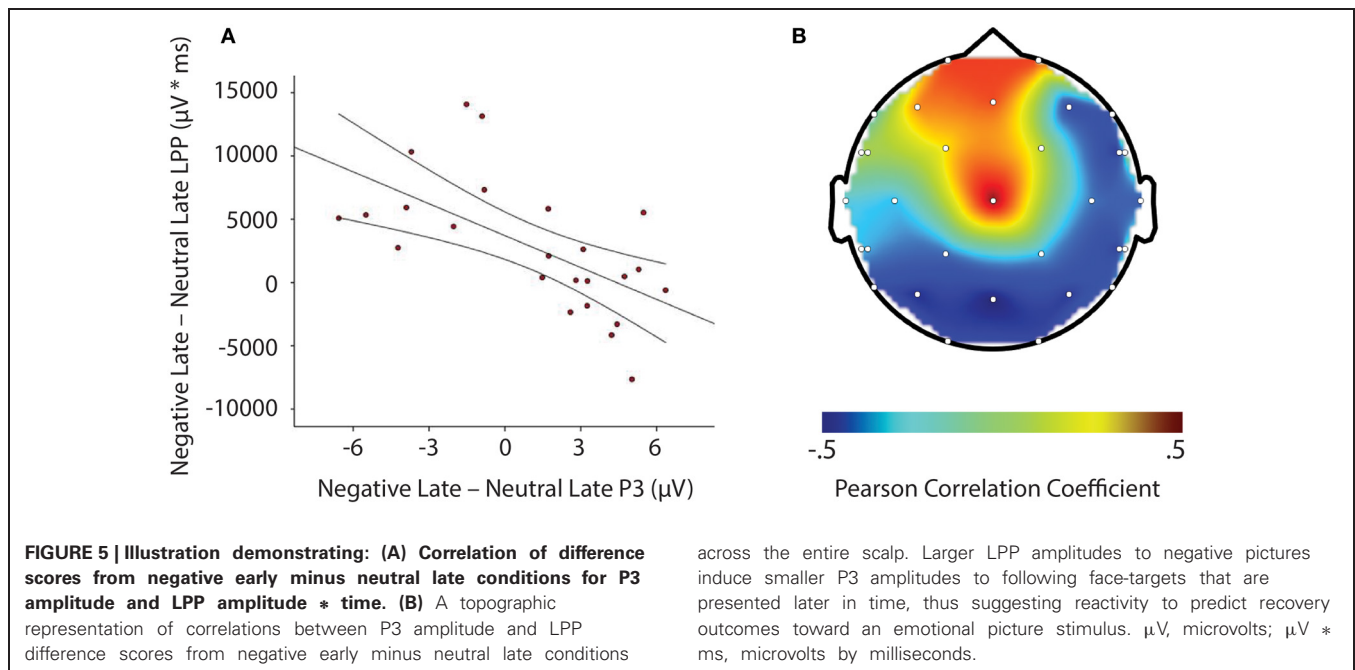 A
Negative Late – Neutral Late LPP (µV * ms)
15000
10000
5000
0
-5000
-10000
-6 -3 0 3 6
Negative Late – Neutral Late P3 (µV)
B
-.5 .5
Pearson Correlation Coefficient
FIGURE 5 | Illustration demonstrating: (A) Correlation of difference
scores from negative early minus neutral late conditions for P3
amplitude and LPP amplitude * time. (B) A topographic
representation of correlations between P3 amplitude and LPP
difference scores from negative early minus neutral late conditions
across the entire scalp. Larger LPP amplitudes to negative pictures
induce smaller P3 amplitudes to following face-targets that are
presented later in time, thus suggesting reactivity to predict recovery
outcomes toward an emotional picture stimulus. µV, microvolts; µV *
ms, microvolts by milliseconds.